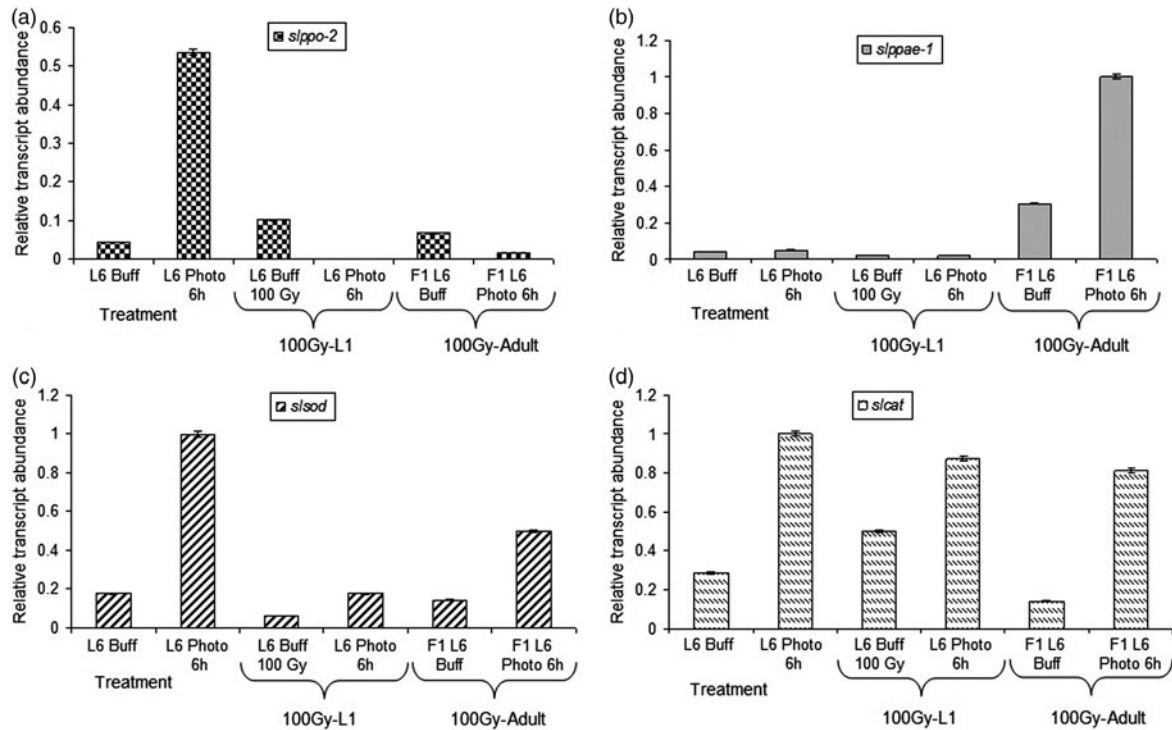 (a)
slppo-2
Relative transcript abundance
0.6
0.5
0.4
0.3
0.2
0.1
0
L6 Buff
L6 Photo
6h
L6 Buff
100 Gy
L6 Photo
6h
F1 L6
Buff
F1 L6
Photo 6h
Treatment
100Gy-L1
100Gy-Adult
(b)
slppae-1
Relative transcript abundance
1.2
1
0.8
0.6
0.4
0.2
0
L6 Buff
L6 Photo
6h
L6 Buff
100 Gy
L6 Photo
6h
F1 L6
Buff
F1 L6
Photo 6h
Treatment
100Gy-L1
100Gy-Adult
(c)
slsod
Relative transcript abundance
1.2
1
0.8
0.6
0.4
0.2
0
L6 Buff
L6 Photo
6h
L6 Buff
100 Gy
L6 Photo
6h
F1 L6
Buff
F1 L6
Photo 6h
Treatment
100Gy-L1
100Gy-Adult
(d)
slcat
Relative transcript abundance
1.2
1
0.8
0.6
0.4
0.2
0
L6 Buff
L6 Photo
6h
L6 Buff
100 Gy
L6 Photo
6h
F1 L6
Buff
F1 L6
Photo 6h
Treatment
100Gy-L1
100Gy-Adult